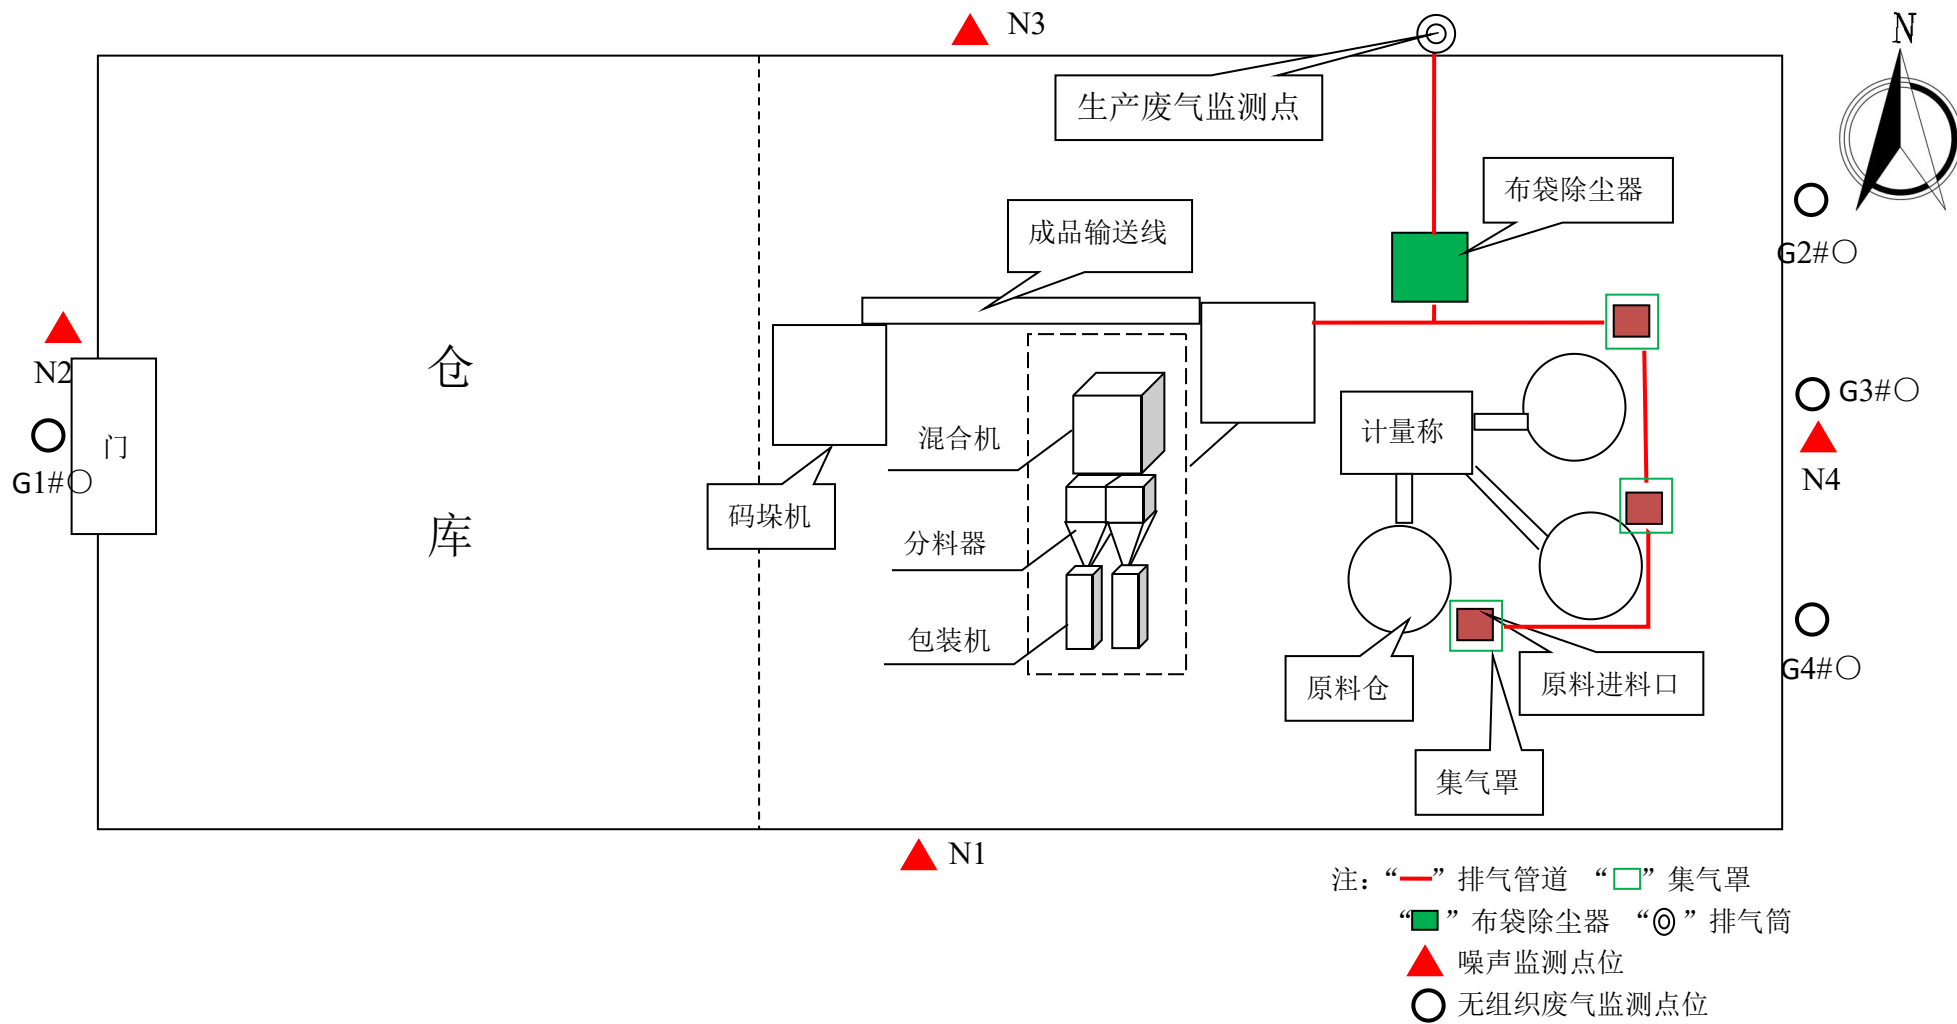 N3
N
生产废气监测点
布袋除尘器
成品输送线
G2#〇
N2
仓
库
门
G1#〇
混合机
计量称
G3#〇
N4
码垛机
分料器
包装机
原料仓
原料进料口
G4#〇
集气罩
N1
注：“”排气管道 “”集气罩
“”布袋除尘器 “”排气筒
噪声监测点位
无组织废气监测点位